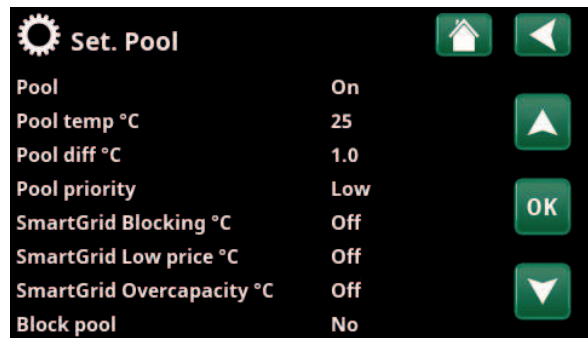 Set. Pool
Pool On
Pool temp °C 25
Pool diff °C 1.0
Pool priority Low
OK
SmartGrid Blocking °C Off
SmartGrid Low price °C Off
SmartGrid Overcapacity °C Off
Block pool No